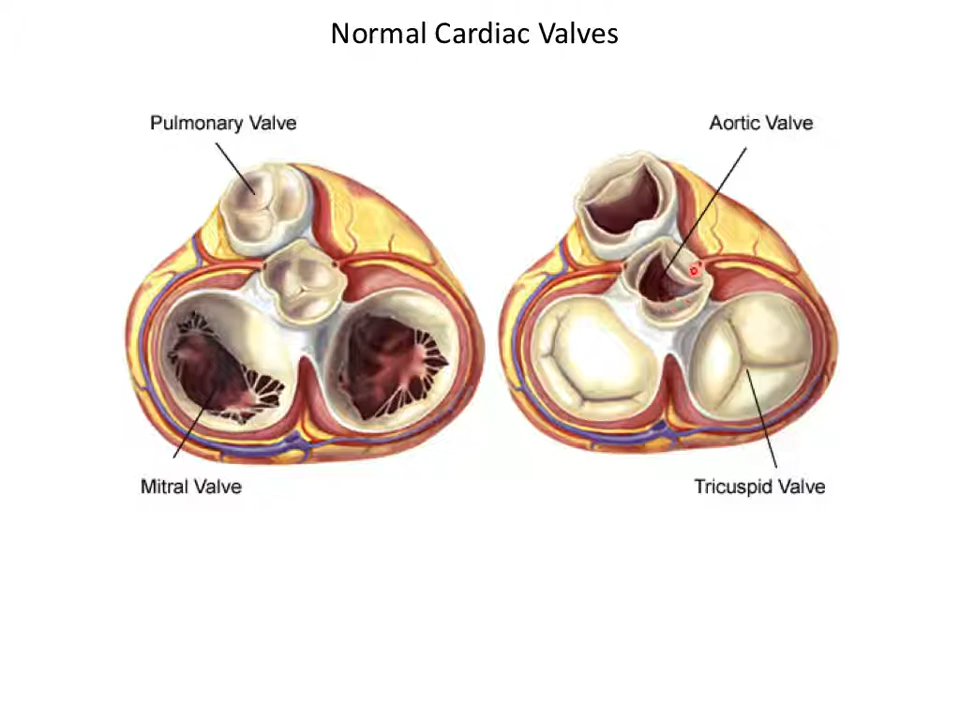 Normal Cardiac Valves
Pulmonary Valve
Aortic Valve
Mitral Valve
Tricuspid Valve